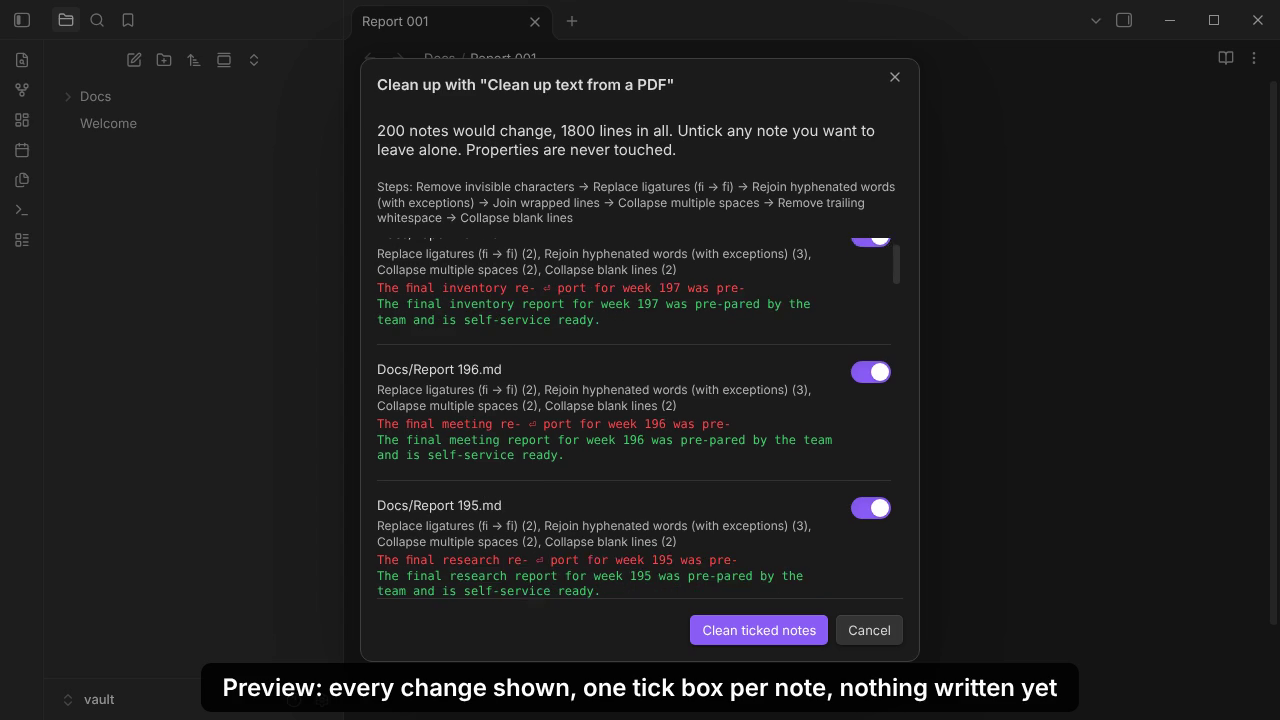 Report 001
Docs / Report 001
Docs
Welcome
Clean up with "Clean up text from a PDF"
200 notes would change, 1800 lines in all. Untick any note you want to
leave alone. Properties are never touched.
Steps: Remove invisible characters → Replace ligatures (ﬁ → fi) → Rejoin hyphenated words
(with exceptions) → Join wrapped lines → Collapse multiple spaces → Remove trailing
whitespace → Collapse blank lines
Replace ligatures (ﬁ → fi) (2), Rejoin hyphenated words (with exceptions) (3),
Collapse multiple spaces (2), Collapse blank lines (2)
The ﬁnal inventory re- ⏎ port for week 197 was pre-
The final inventory report for week 197 was pre-pared by the
team and is self-service ready.
Docs/Report 196.md
Replace ligatures (ﬁ → fi) (2), Rejoin hyphenated words (with exceptions) (3),
Collapse multiple spaces (2), Collapse blank lines (2)
The ﬁnal meeting re- ⏎ port for week 196 was pre-
The final meeting report for week 196 was pre-pared by the team
and is self-service ready.
Docs/Report 195.md
Replace ligatures (ﬁ → fi) (2), Rejoin hyphenated words (with exceptions) (3),
Collapse multiple spaces (2), Collapse blank lines (2)
The ﬁnal research re- ⏎ port for week 195 was pre-
The final research report for week 195 was pre-pared by the
team and is self-service ready.
Clean ticked notes
Cancel
Preview: every change shown, one tick box per note, nothing written yet
vault